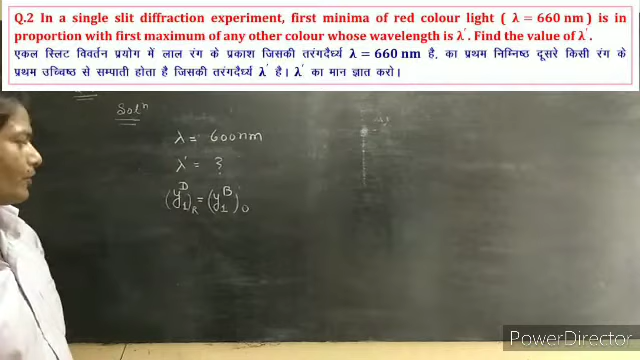 Q.2 In a single slit diffraction experiment, first minima of red colour light ( λ = 660 nm ) is in
proportion with first maximum of any other colour whose wavelength is λ′. Find the value of λ′.
एकल स्लिट विवर्तन प्रयोग में लाल रंग के प्रकाश जिसकी तरंगदैर्ध्य λ = 660 nm है, का प्रथम निम्निष्ठ दूसरे किसी रंग के
प्रथम उच्चिष्ठ से सम्पाती होता है जिसकी तरंगदैर्ध्य λ′ है। λ′ का मान ज्ञात करो।
Solⁿ
λ = 600nm
λ′ = ?
(y₁ᴰ)_R = (y₁ᴮ)_O
PowerDirector